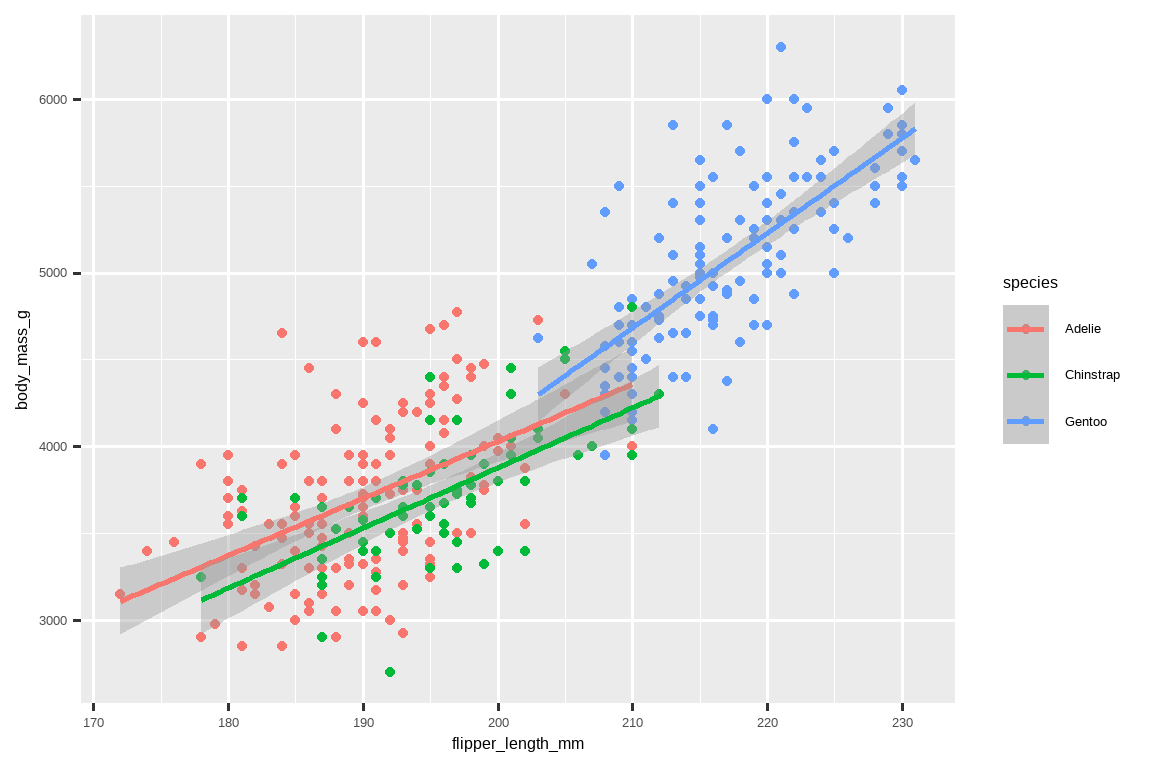 body_mass_g
6000
5000
4000
3000
170 180 190 200 210 220 230
flipper_length_mm
species
Adelie
Chinstrap
Gentoo